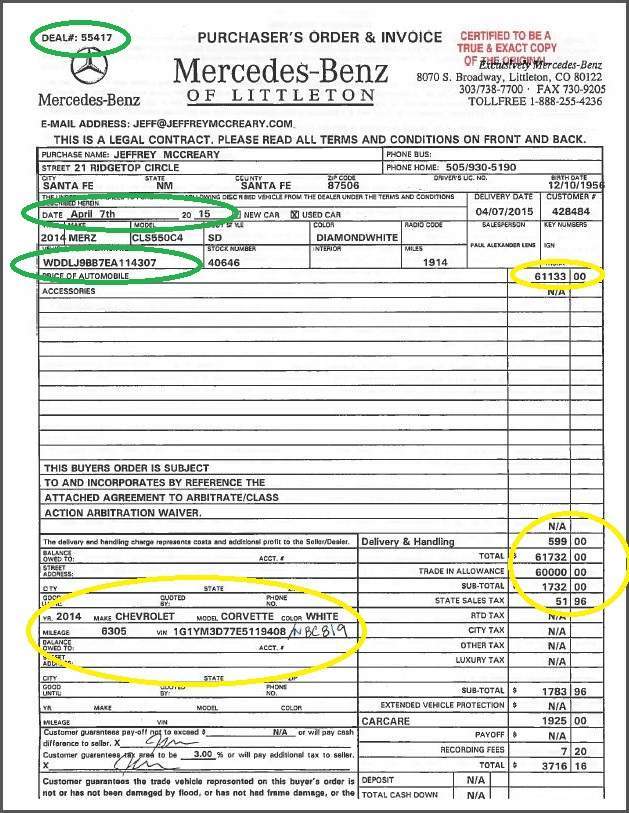 DEAL#: 55417
PURCHASER'S ORDER & INVOICE
CERTIFIED TO BE A
TRUE & EXACT COPY
OF THE ORIGINAL
Exclusively Mercedes-Benz
Mercedes-Benz
Mercedes-Benz
OF LITTLETON
8070 S. Broadway, Littleton, CO 80122
303/738-7700 · FAX 730-9205
TOLLFREE 1-888-255-4236
E-MAIL ADDRESS: JEFF@JEFFREYMCCREARY.COM
THIS IS A LEGAL CONTRACT. PLEASE READ ALL TERMS AND CONDITIONS ON FRONT AND BACK.
PURCHASE NAME: JEFFREY MCCREARY PHONE BUS:
STREET 21 RIDGETOP CIRCLE PHONE HOME: 505/930-5190
CITY STATE COUNTY ZIP CODE DRIVER'S LIC. NO. BIRTH DATE
SANTA FE NM SANTA FE 87506 12/10/1956
FOLLOWING DESCRIBED VEHICLE FROM THE DEALER UNDER THE TERMS AND CONDITIONS DELIVERY DATE CUSTOMER #
HEREIN 04/07/2015 428484
DATE April 7th 20 15 NEW CAR X USED CAR
MAKE MODEL STYLE COLOR RADIO CODE SALESPERSON KEY NUMBERS
2014 MERZ CLS550C4 SD DIAMONDWHITE PAUL ALEXANDER LENS IGN
STOCK NUMBER INTERIOR MILES
WDDLJ9BB7EA114307 40646 1914
PRICE OF AUTOMOBILE 61133 00
ACCESSORIES N/A
THIS BUYERS ORDER IS SUBJECT
TO AND INCORPORATES BY REFERENCE THE
ATTACHED AGREEMENT TO ARBITRATE/CLASS
ACTION ARBITRATION WAIVER.
N/A
The delivery and handling charge represents costs and additional profit to the Seller/Dealer. Delivery & Handling 599 00
BALANCE OWED TO: ACCT. # TOTAL $ 61732 00
STREET ADDRESS: TRADE IN ALLOWANCE 60000 00
CITY STATE SUB-TOTAL 1732 00
GOOD QUOTED BY: STATE SALES TAX 51 96
YR. 2014 MAKE CHEVROLET MODEL CORVETTE COLOR WHITE RTD TAX N/A
MILEAGE 6305 VIN 1G1YM3D77E5119408 /NBC819 CITY TAX N/A
BALANCE OWED TO: ACCT. # OTHER TAX N/A
STREET ADDRESS: LUXURY TAX N/A
CITY STATE ZIP
GOOD UNTIL: QUOTED BY: SUB-TOTAL $ 1783 96
YR. MAKE MODEL COLOR EXTENDED VEHICLE PROTECTION $ N/A
MILEAGE VIN CARCARE 1925 00
Customer guarantees pay-off not to exceed $ N/A or will pay cash PAYOFF $ N/A
difference to seller. X RECORDING FEES 7 20
Customer guarantees tax area to be 3.00 % or will pay additional tax to seller.
X TOTAL $ 3716 16
Customer guarantees the trade vehicle represented on this buyer's order is DEPOSIT N/A
not or has not been damaged by flood, or has not had frame damage, or the TOTAL CASH DOWN N/A